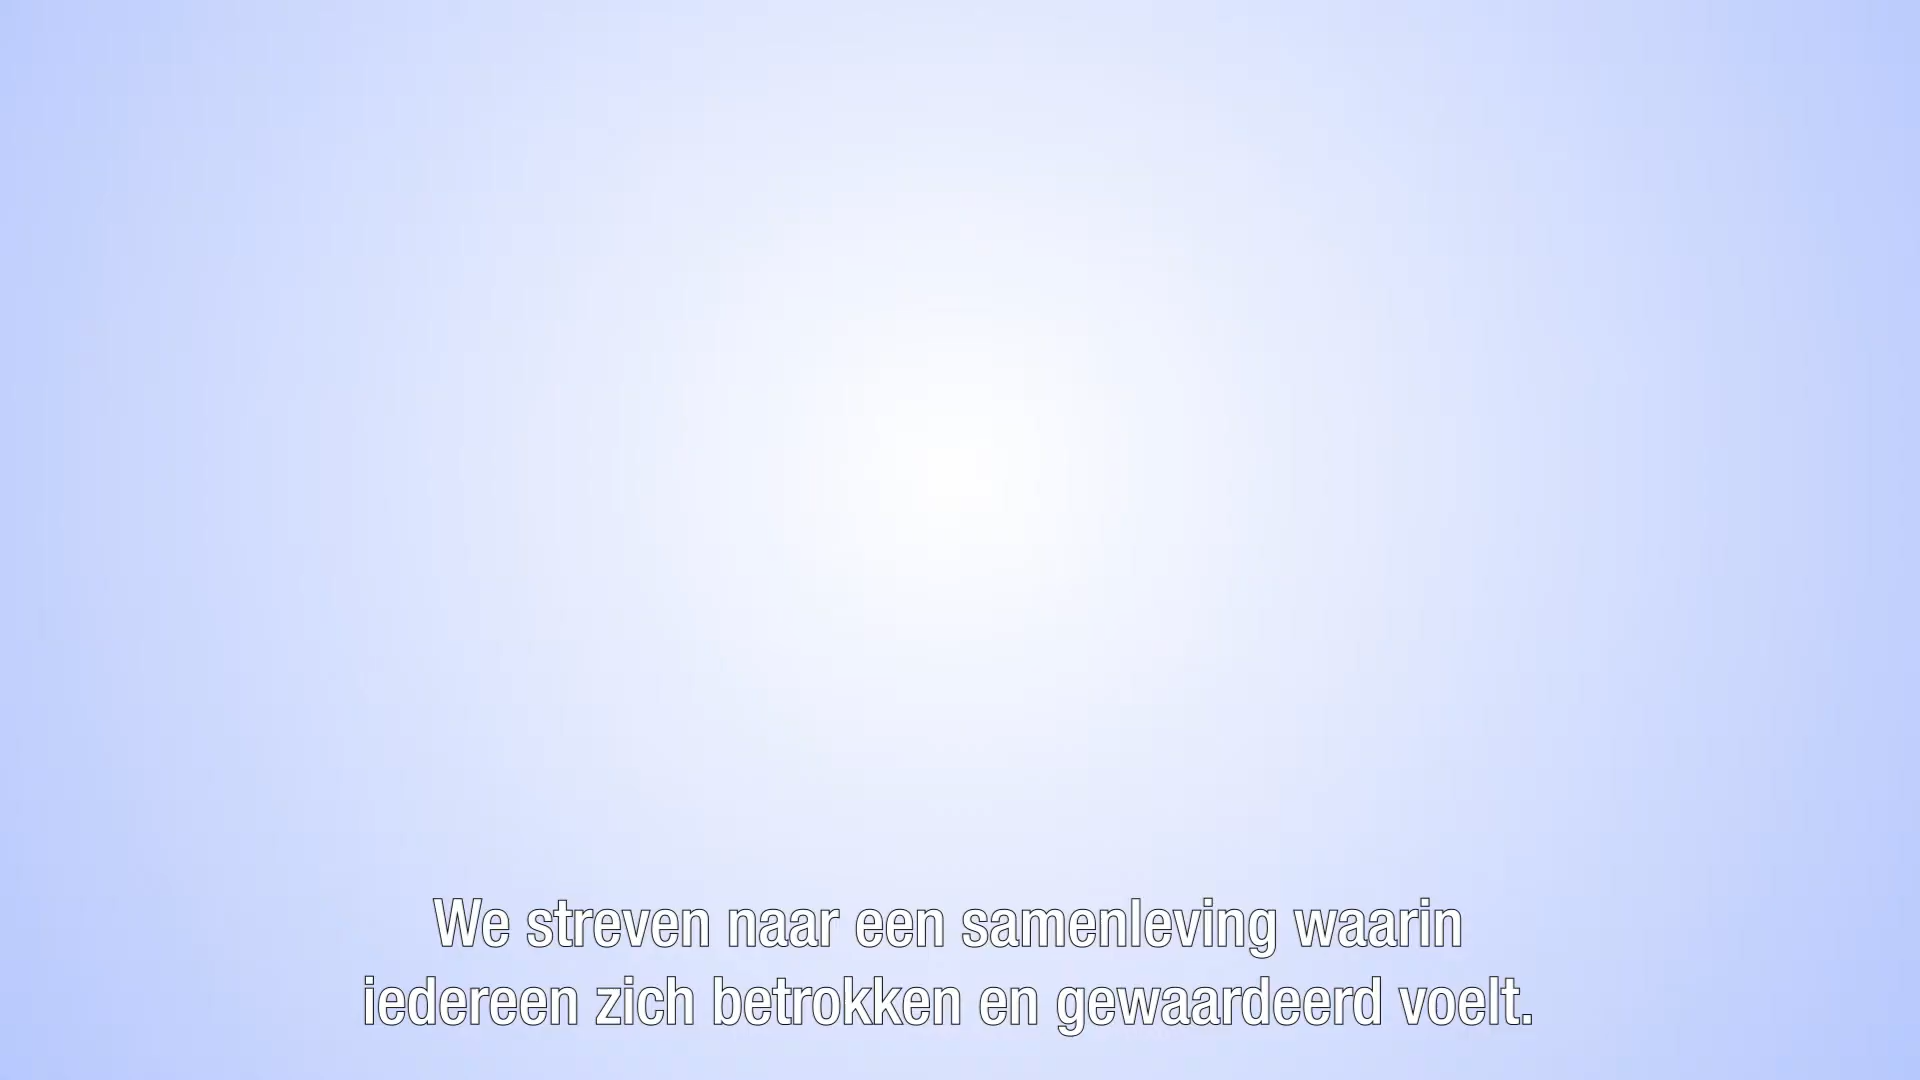 We streven naar een samenleving waarin
iedereen zich betrokken en gewaardeerd voelt.